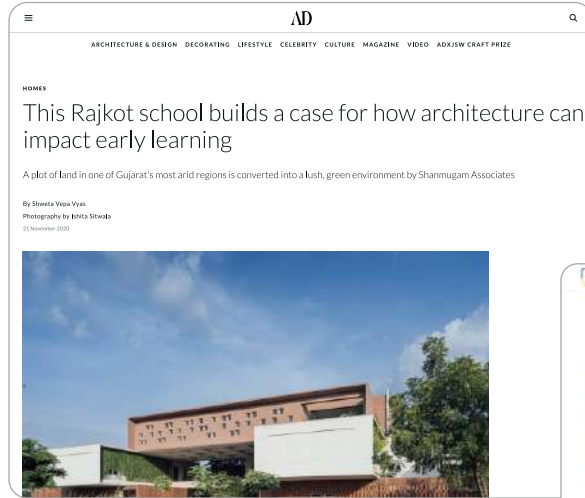 AD
ARCHITECTURE & DESIGN DECORATING LIFESTYLE CELEBRITY CULTURE MAGAZINE VIDEO ADXJSW CRAFT PRIZE
HOMES
This Rajkot school builds a case for how architecture can
impact early learning
A plot of land in one of Gujarat's most arid regions is converted into a lush, green environment by Shanmugam Associates
By Shweta Vepa Vyas
Photography by Ishita Sitwala
21 November 2020